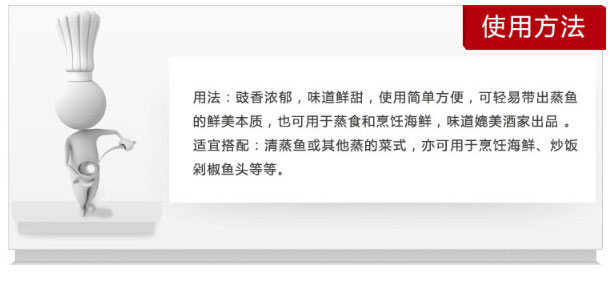 使用方法
用法：豉香浓郁，味道鲜甜，使用简单方便，可轻易带出蒸鱼
的鲜美本质，也可用于蒸食和烹饪海鲜，味道媲美酒家出品 。
适宜搭配：清蒸鱼或其他蒸的菜式，亦可用于烹饪海鲜、炒饭
剁椒鱼头等等。